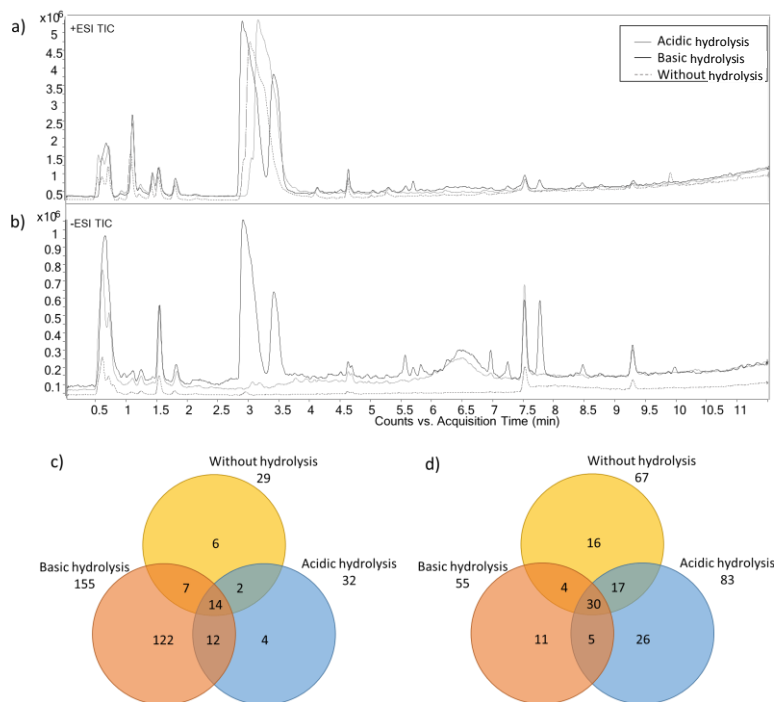 a)
x10⁶
+ESI TIC
5.5
5
4.5
4
3.5
3
2.5
2
1.5
1
0.5
Acidic hydrolysis
Basic hydrolysis
Without hydrolysis
b)
x10⁶
-ESI TIC
1
0.9
0.8
0.7
0.6
0.5
0.4
0.3
0.2
0.1
0.5 1 1.5 2 2.5 3 3.5 4 4.5 5 5.5 6 6.5 7 7.5 8 8.5 9 9.5 10 10.5 11
Counts vs. Acquisition Time (min)
c)
Without hydrolysis
29
6
Basic hydrolysis
155
7
2
Acidic hydrolysis
32
14
122
12
4
d)
Without hydrolysis
67
16
Basic hydrolysis
55
4
17
Acidic hydrolysis
83
30
11
5
26